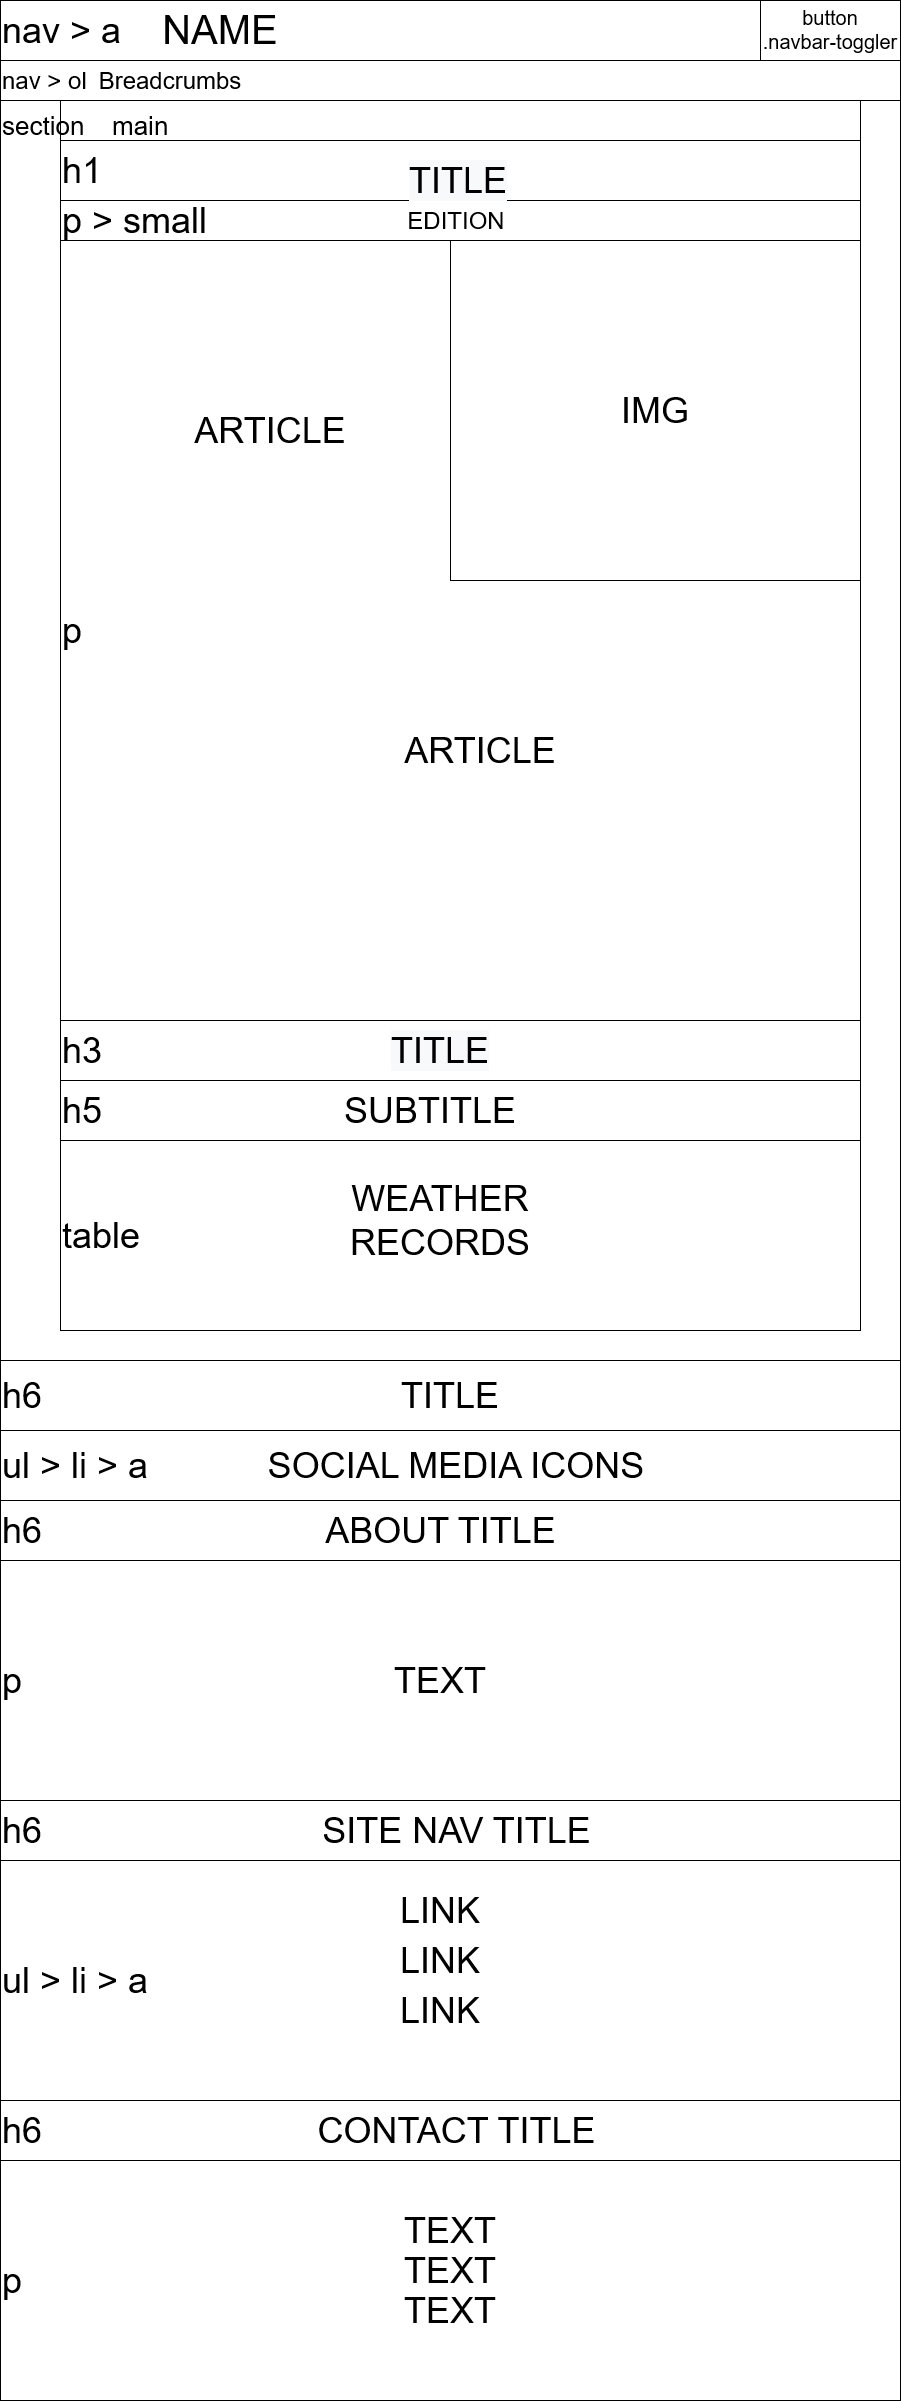 nav > a NAME
button
.navbar-toggler
nav > ol Breadcrumbs
section main
h1 TITLE
p > small EDITION
ARTICLE
IMG
p
ARTICLE
h3 TITLE
h5 SUBTITLE
WEATHER
table
RECORDS
h6 TITLE
ul > li > a SOCIAL MEDIA ICONS
h6 ABOUT TITLE
p TEXT
h6 SITE NAV TITLE
LINK
LINK
ul > li > a
LINK
h6 CONTACT TITLE
TEXT
TEXT
p
TEXT